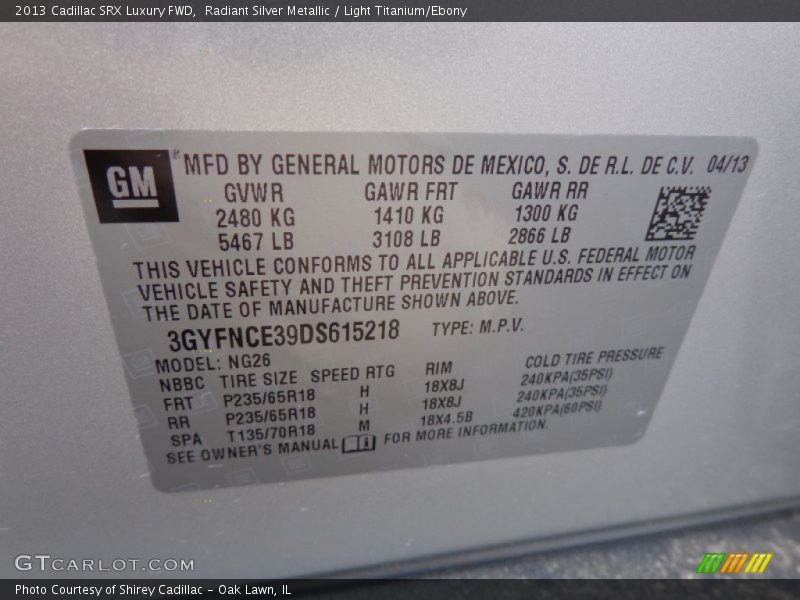 2013 Cadillac SRX Luxury FWD,  Radiant Silver Metallic / Light Titanium/Ebony
GM ® MFD BY GENERAL MOTORS DE MEXICO, S. DE R.L. DE C.V. 04/13
GVWR GAWR FRT GAWR RR
2480 KG 1410 KG 1300 KG
5467 LB 3108 LB 2866 LB
THIS VEHICLE CONFORMS TO ALL APPLICABLE U.S. FEDERAL MOTOR
VEHICLE SAFETY AND THEFT PREVENTION STANDARDS IN EFFECT ON
THE DATE OF MANUFACTURE SHOWN ABOVE.
3GYFNCE39DS615218 TYPE: M.P.V.
MODEL: NG26
NBBC TIRE SIZE SPEED RTG RIM COLD TIRE PRESSURE
FRT P235/65R18 H 18X8J 240KPA(35PSI)
RR P235/65R18 H 18X8J 240KPA(35PSI)
SPA T135/70R18 M 18X4.5B 420KPA(60PSI)
SEE OWNER'S MANUAL FOR MORE INFORMATION.
GTCARLOT.COM
Photo Courtesy of Shirey Cadillac - Oak Lawn, IL